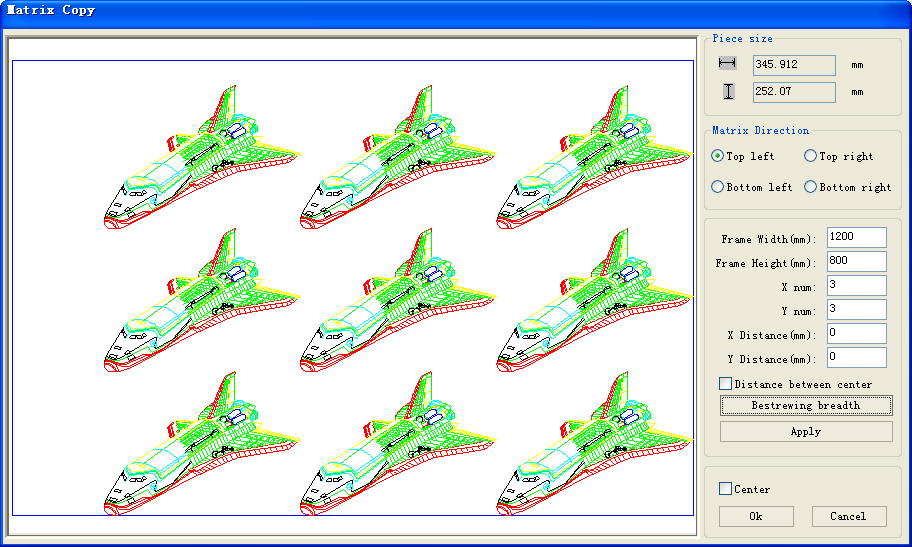 Matrix Copy
Piece size
345.912 mm
252.07 mm
Matrix Direction
Top left Top right
Bottom left Bottom right
Frame Width(mm): 1200
Frame Height(mm): 800
X num: 3
Y num: 3
X Distance(mm): 0
Y Distance(mm): 0
Distance between center
Bestrewing breadth
Apply
Center
Ok Cancel